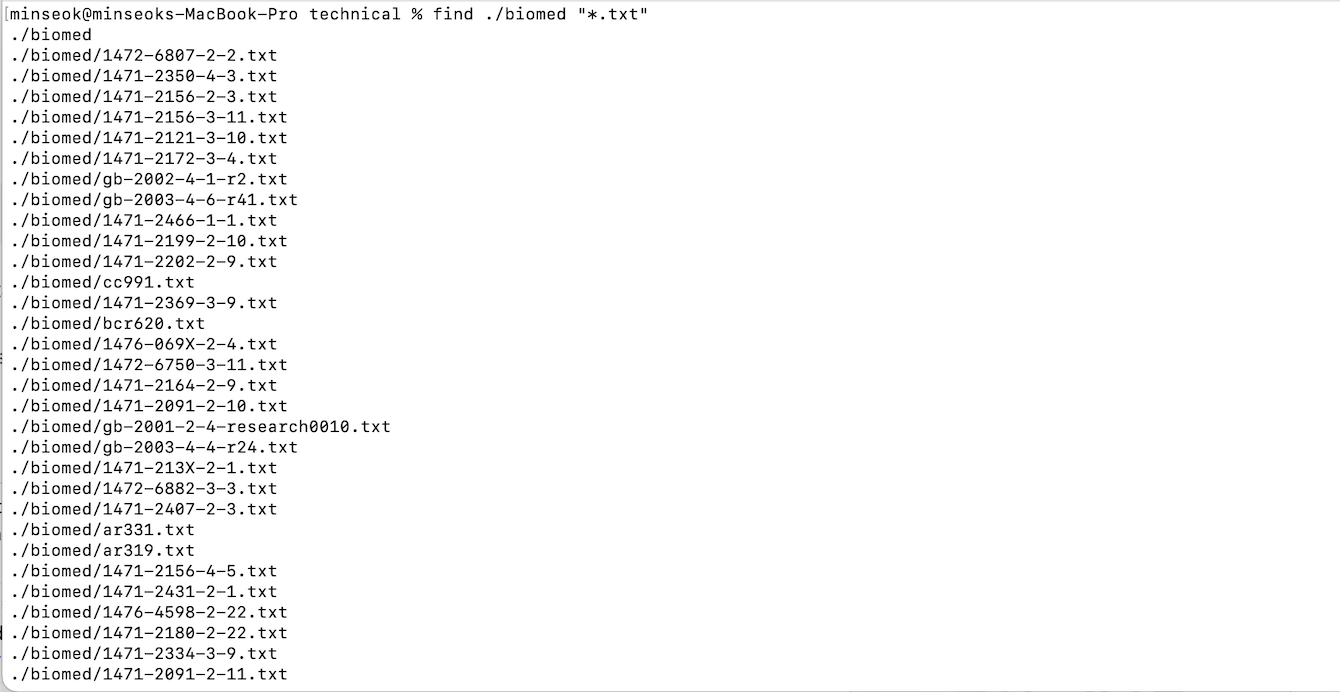 [minseok@minseoks-MacBook-Pro technical % find ./biomed "*.txt"
./biomed
./biomed/1472-6807-2-2.txt
./biomed/1471-2350-4-3.txt
./biomed/1471-2156-2-3.txt
./biomed/1471-2156-3-11.txt
./biomed/1471-2121-3-10.txt
./biomed/1471-2172-3-4.txt
./biomed/gb-2002-4-1-r2.txt
./biomed/gb-2003-4-6-r41.txt
./biomed/1471-2466-1-1.txt
./biomed/1471-2199-2-10.txt
./biomed/1471-2202-2-9.txt
./biomed/cc991.txt
./biomed/1471-2369-3-9.txt
./biomed/bcr620.txt
./biomed/1476-069X-2-4.txt
./biomed/1472-6750-3-11.txt
./biomed/1471-2164-2-9.txt
./biomed/1471-2091-2-10.txt
./biomed/gb-2001-2-4-research0010.txt
./biomed/gb-2003-4-4-r24.txt
./biomed/1471-213X-2-1.txt
./biomed/1472-6882-3-3.txt
./biomed/1471-2407-2-3.txt
./biomed/ar331.txt
./biomed/ar319.txt
./biomed/1471-2156-4-5.txt
./biomed/1471-2431-2-1.txt
./biomed/1476-4598-2-22.txt
./biomed/1471-2180-2-22.txt
./biomed/1471-2334-3-9.txt
./biomed/1471-2091-2-11.txt